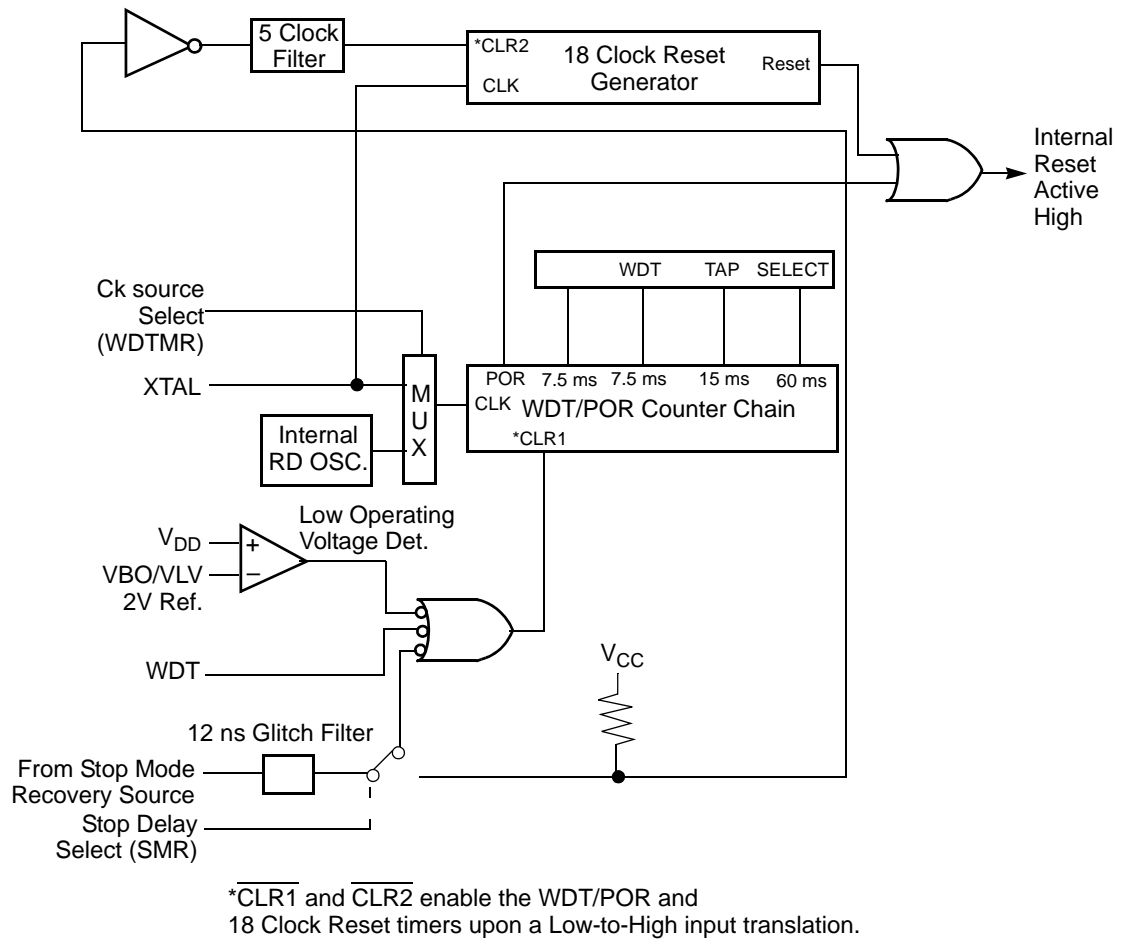 5 Clock
Filter
*CLR2
18 Clock Reset
Generator
Reset
CLK
Internal
Reset
Active
High
WDT TAP SELECT
Ck source
Select
(WDTMR)
XTAL
M
U
X
POR 7.5 ms 7.5 ms 15 ms 60 ms
CLK WDT/POR Counter Chain
*CLR1
Internal
RD OSC.
Low Operating
Voltage Det.
VDD
+
VBO/VLV
–
2V Ref.
WDT
VCC
12 ns Glitch Filter
From Stop Mode
Recovery Source
Stop Delay
Select (SMR)
*CLR1 and CLR2 enable the WDT/POR and
18 Clock Reset timers upon a Low-to-High input translation.